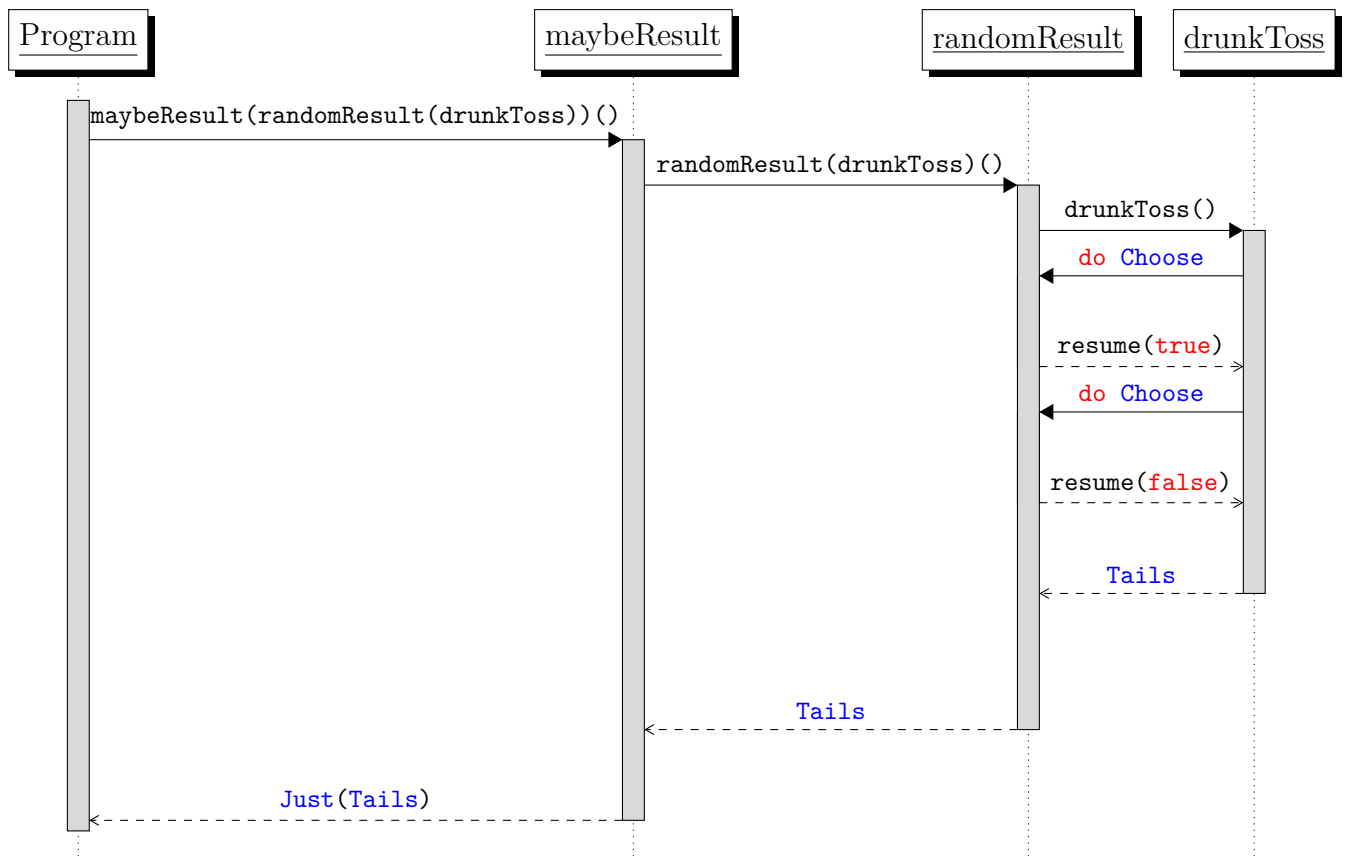 Program
maybeResult
randomResult
drunkToss
maybeResult(randomResult(drunkToss))()
randomResult(drunkToss)()
drunkToss()
do Choose
resume(true)
do Choose
resume(false)
Tails
Tails
Just(Tails)